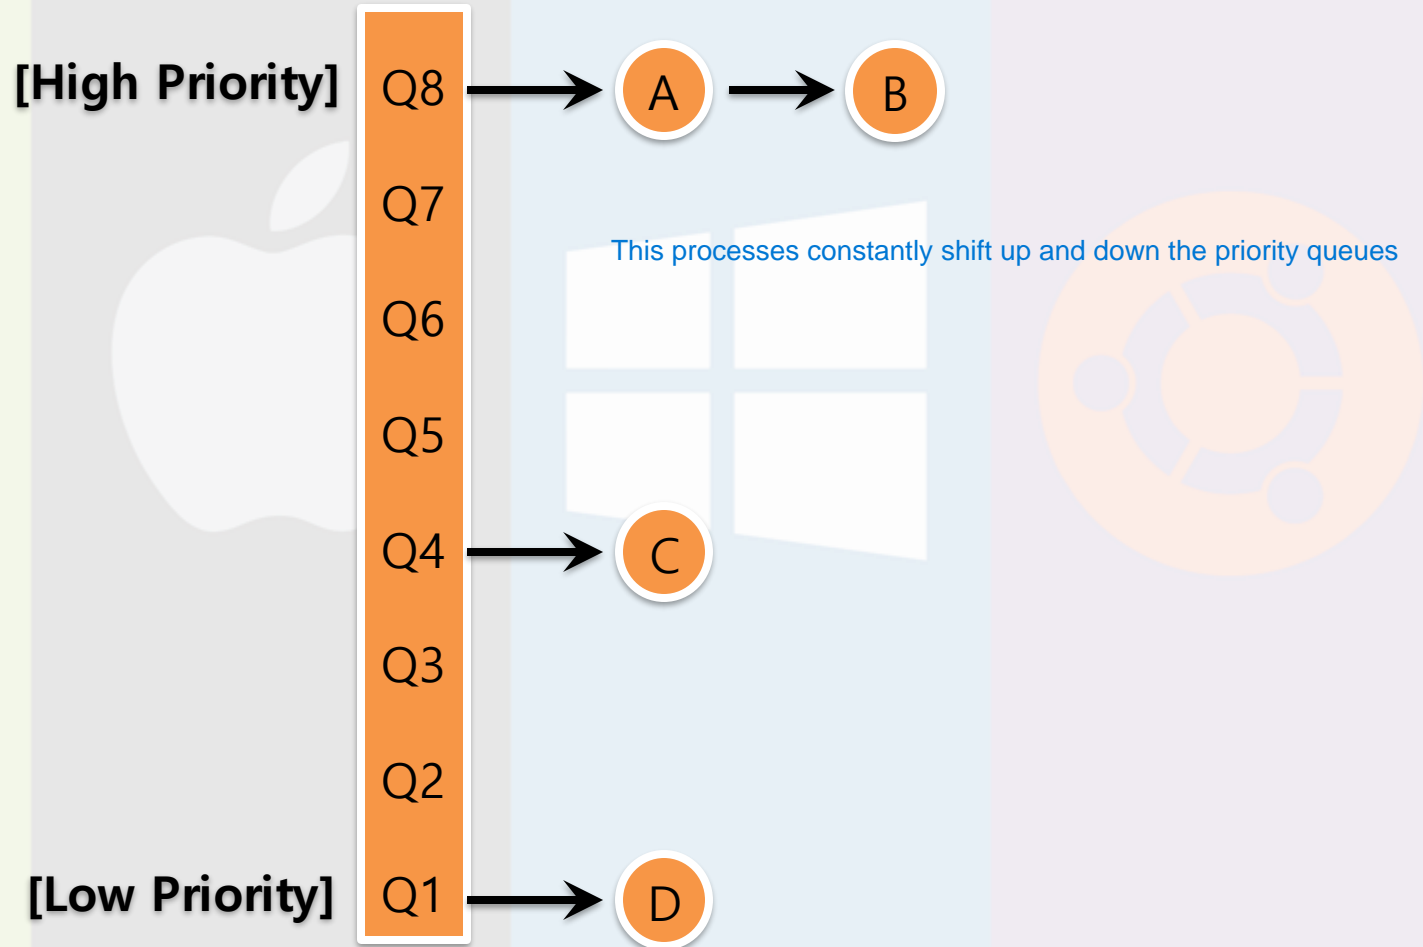 [High Priority] Q8 A B
Q7
This processes constantly shift up and down the priority queues
Q6
Q5
Q4 C
Q3
Q2
[Low Priority] Q1 D